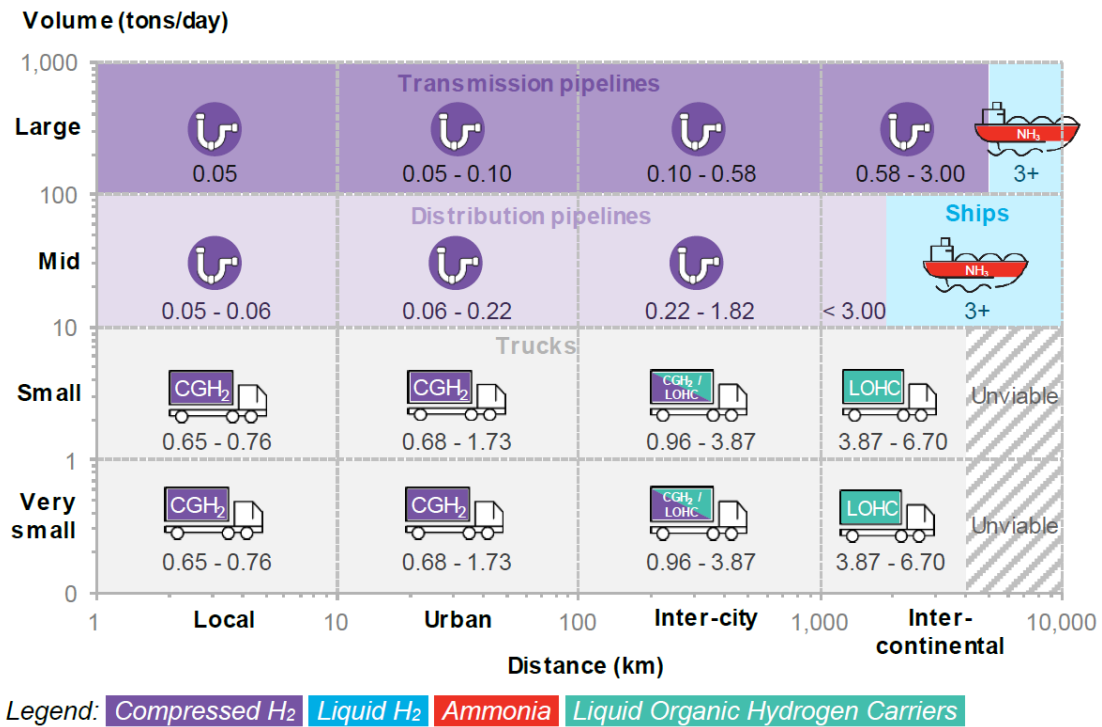 Volume (tons/day)
1,000
Transmission pipelines
Large
NH₃
0.05
0.05 - 0.10
0.10 - 0.58
0.58 - 3.00
3+
100
Distribution pipelines
Ships
Mid
NH₃
0.05 - 0.06
0.06 - 0.22
0.22 - 1.82
< 3.00
3+
10
Trucks
Small
CGH₂
CGH₂
CGH₂ /
LOHC
LOHC
Unviable
0.65 - 0.76
0.68 - 1.73
0.96 - 3.87
3.87 - 6.70
1
Very
small
CGH₂
CGH₂
CGH₂ /
LOHC
LOHC
Unviable
0.65 - 0.76
0.68 - 1.73
0.96 - 3.87
3.87 - 6.70
0
1
Local
10
Urban
100
Inter-city
1,000
Inter-
continental
10,000
Distance (km)
Legend: Compressed H₂ Liquid H₂ Ammonia Liquid Organic Hydrogen Carriers